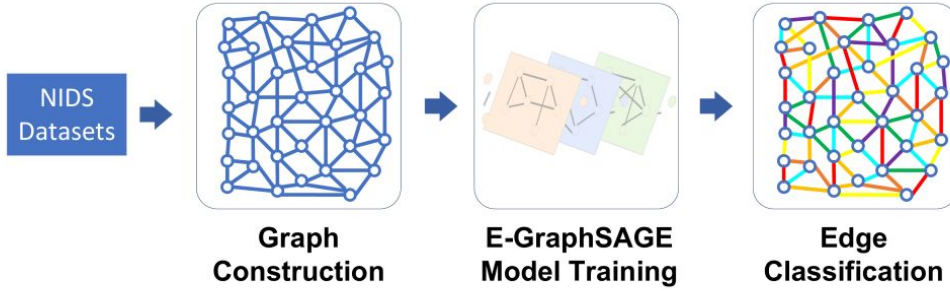 NIDS
Datasets
Graph
Construction
E-GraphSAGE
Model Training
Edge
Classification